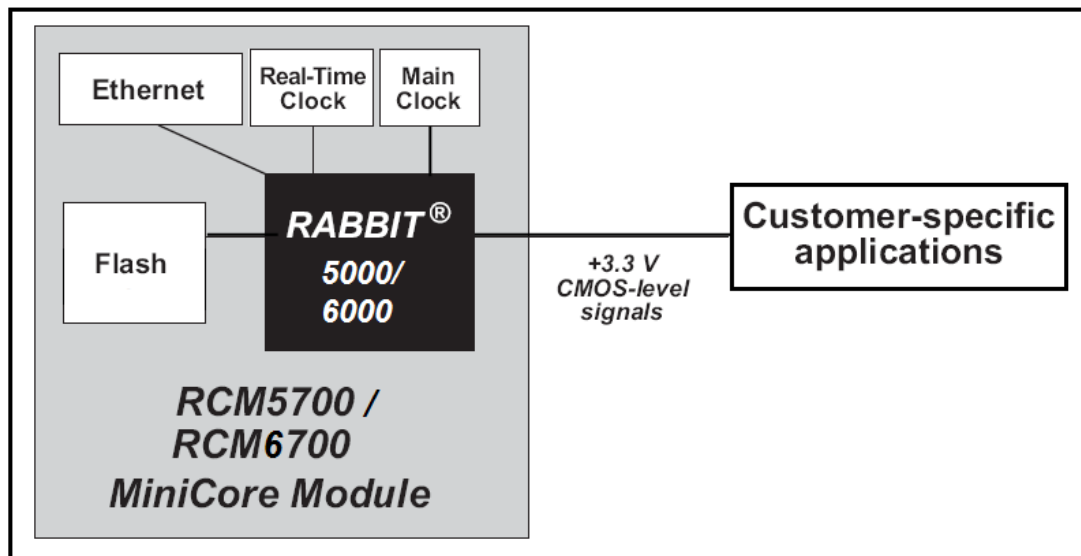 Ethernet
Real-Time
Clock
Main
Clock
Flash
RABBIT®
5000/
6000
+3.3 V
CMOS-level
signals
Customer-specific
applications
RCM5700 /
RCM6700
MiniCore Module